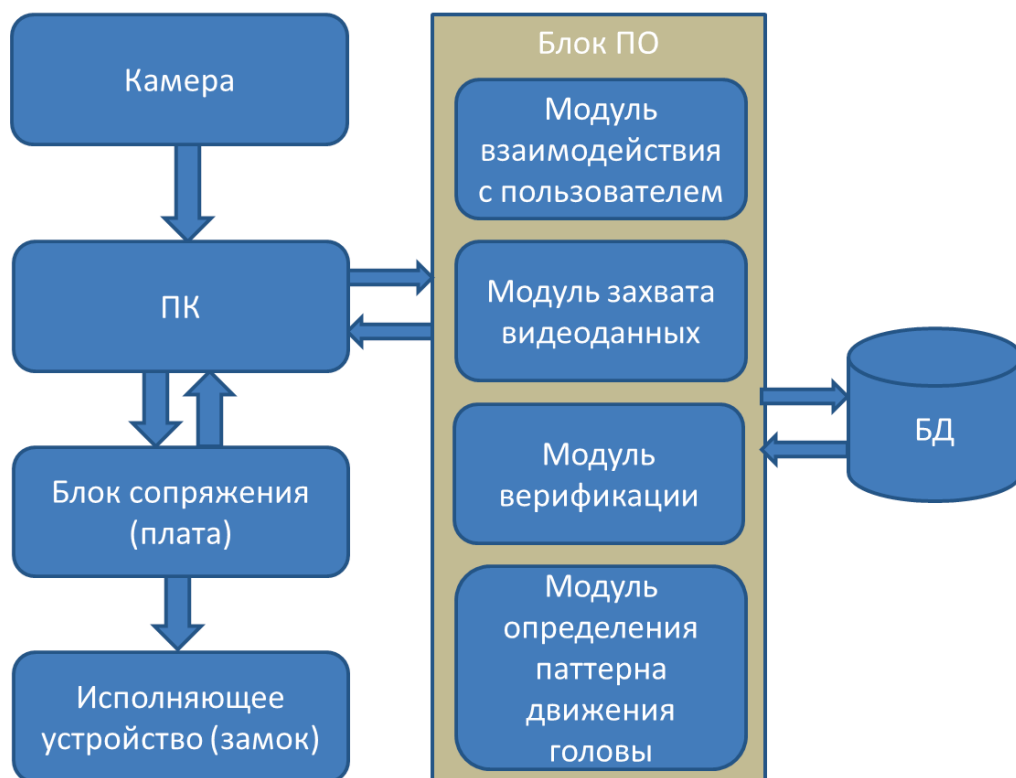 Камера
ПК
Блок сопряжения
(плата)
Исполняющее
устройство (замок)
Блок ПО
Модуль
взаимодействия
с пользователем
Модуль захвата
видеоданных
Модуль
верификации
Модуль
определения
паттерна
движения
головы
БД